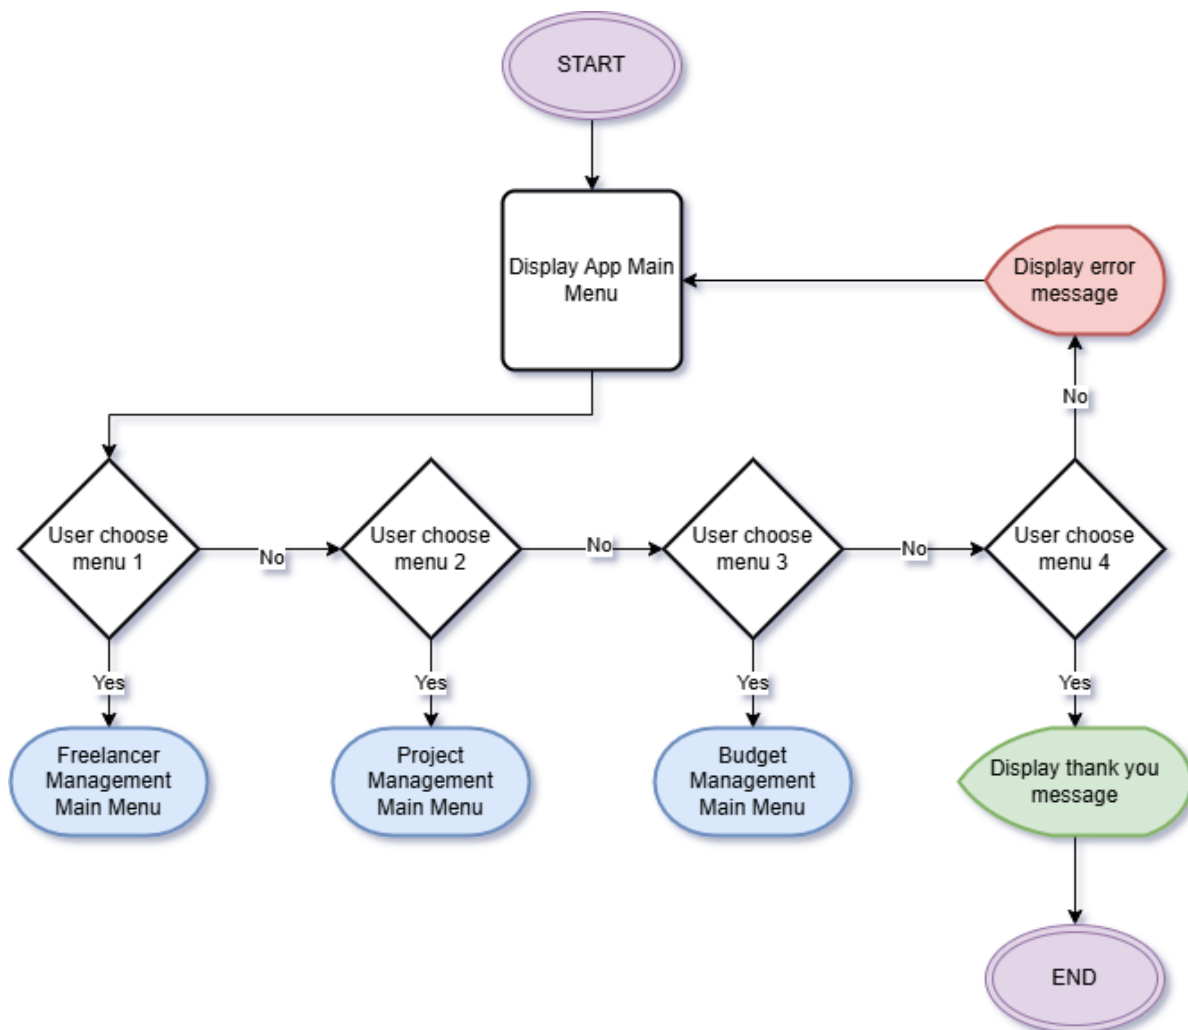 START
Display App Main
Menu
Display error
message
No
User choose
menu 1
No
User choose
menu 2
No
User choose
menu 3
No
User choose
menu 4
Yes
Yes
Yes
Yes
Freelancer
Management
Main Menu
Project
Management
Main Menu
Budget
Management
Main Menu
Display thank you
message
END